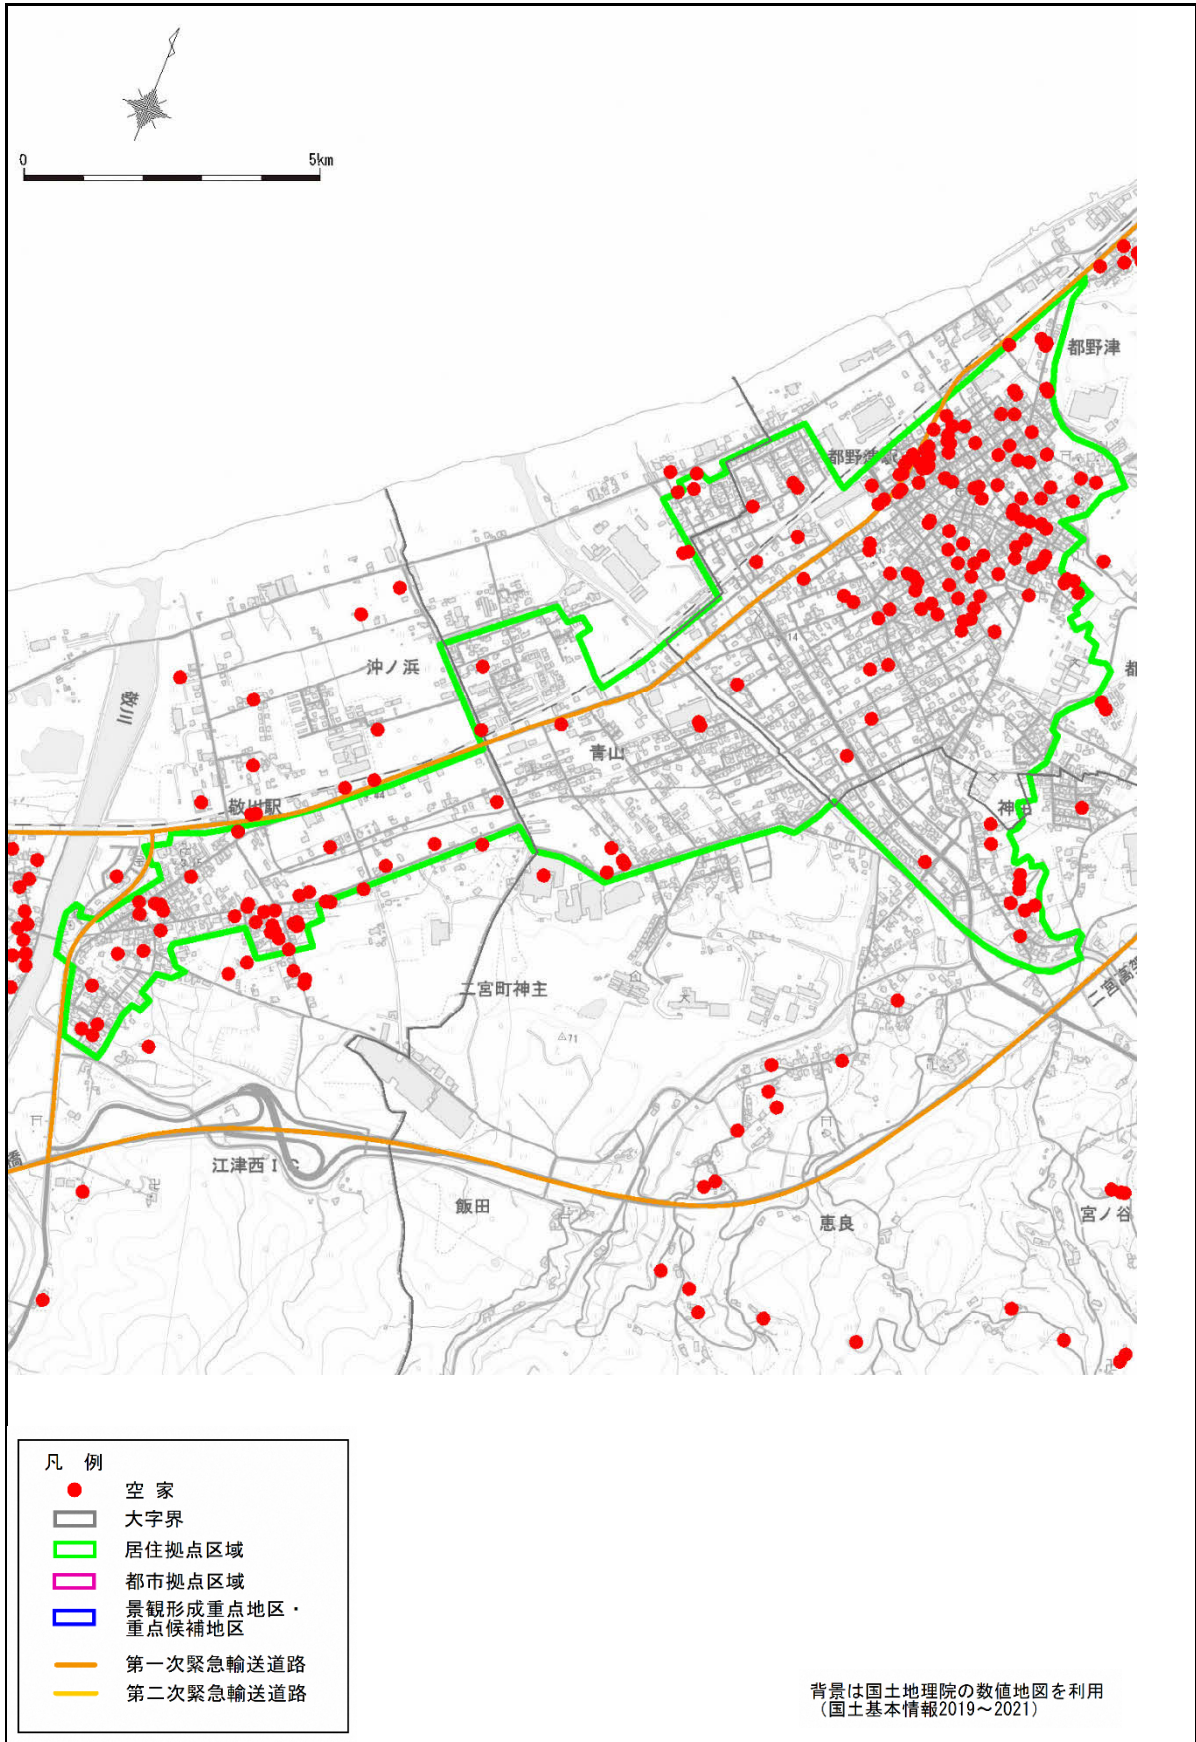 0
5km
都野津
都野津駅
14
沖ノ浜
敬川
青山
敬川駅
神田
二宮町神主
71
江津西IC
飯田
恵良
宮ノ谷
凡 例
空 家
大字界
居住拠点区域
都市拠点区域
景観形成重点地区・
重点候補地区
第一次緊急輸送道路
第二次緊急輸送道路
背景は国土地理院の数値地図を利用
(国土基本情報2019~2021)